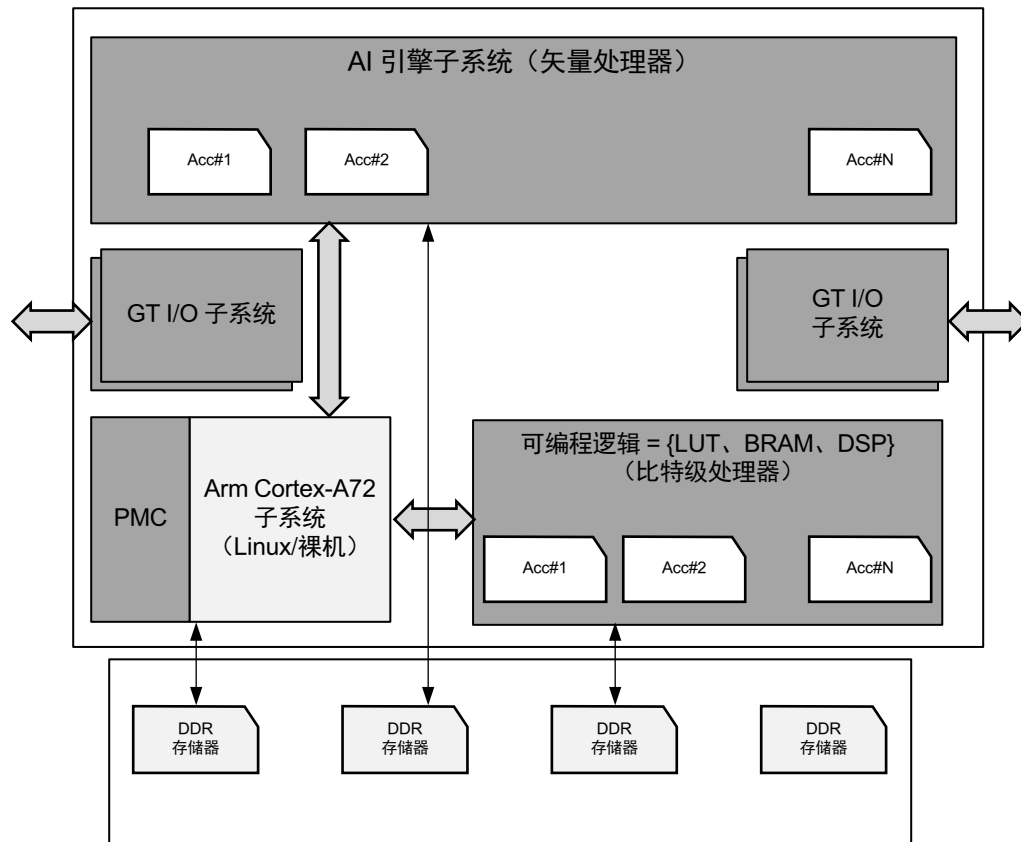 AI 引擎子系统（矢量处理器）
Acc#1
Acc#2
Acc#N
GT I/O 子系统
GT I/O
子系统
PMC
Arm Cortex-A72
子系统
（Linux/裸机）
可编程逻辑 = {LUT、BRAM、DSP}
（比特级处理器）
Acc#1
Acc#2
Acc#N
DDR
存储器
DDR
存储器
DDR
存储器
DDR
存储器